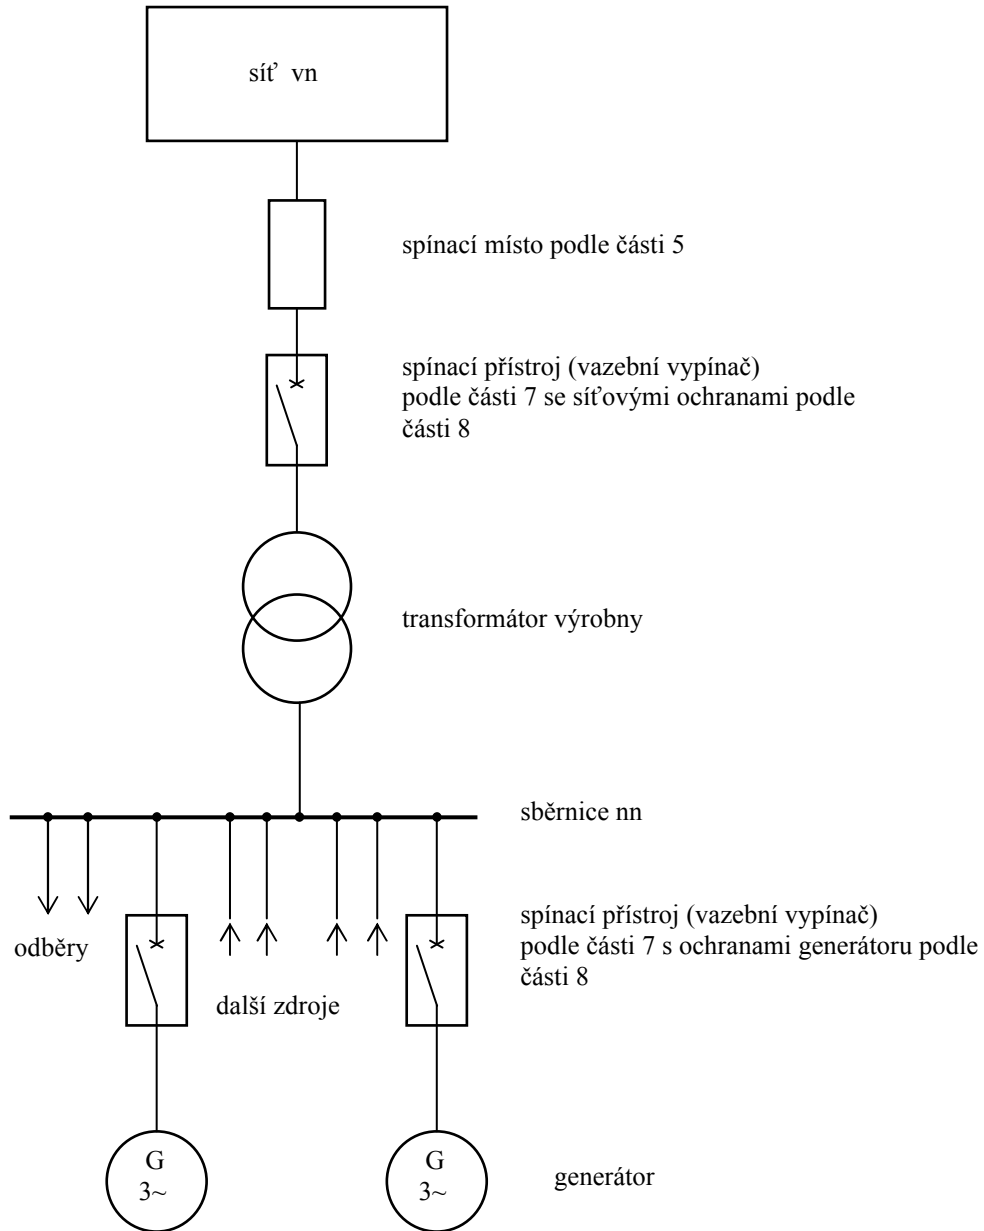 síť vn
spínací místo podle části 5
spínací přístroj (vazební vypínač)
podle části 7 se síťovými ochranami podle
části 8
transformátor výrobny
sběrnice nn
spínací přístroj (vazební vypínač)
podle části 7 s ochranami generátoru podle
části 8
odběry
další zdroje
G
3~
G
3~
generátor